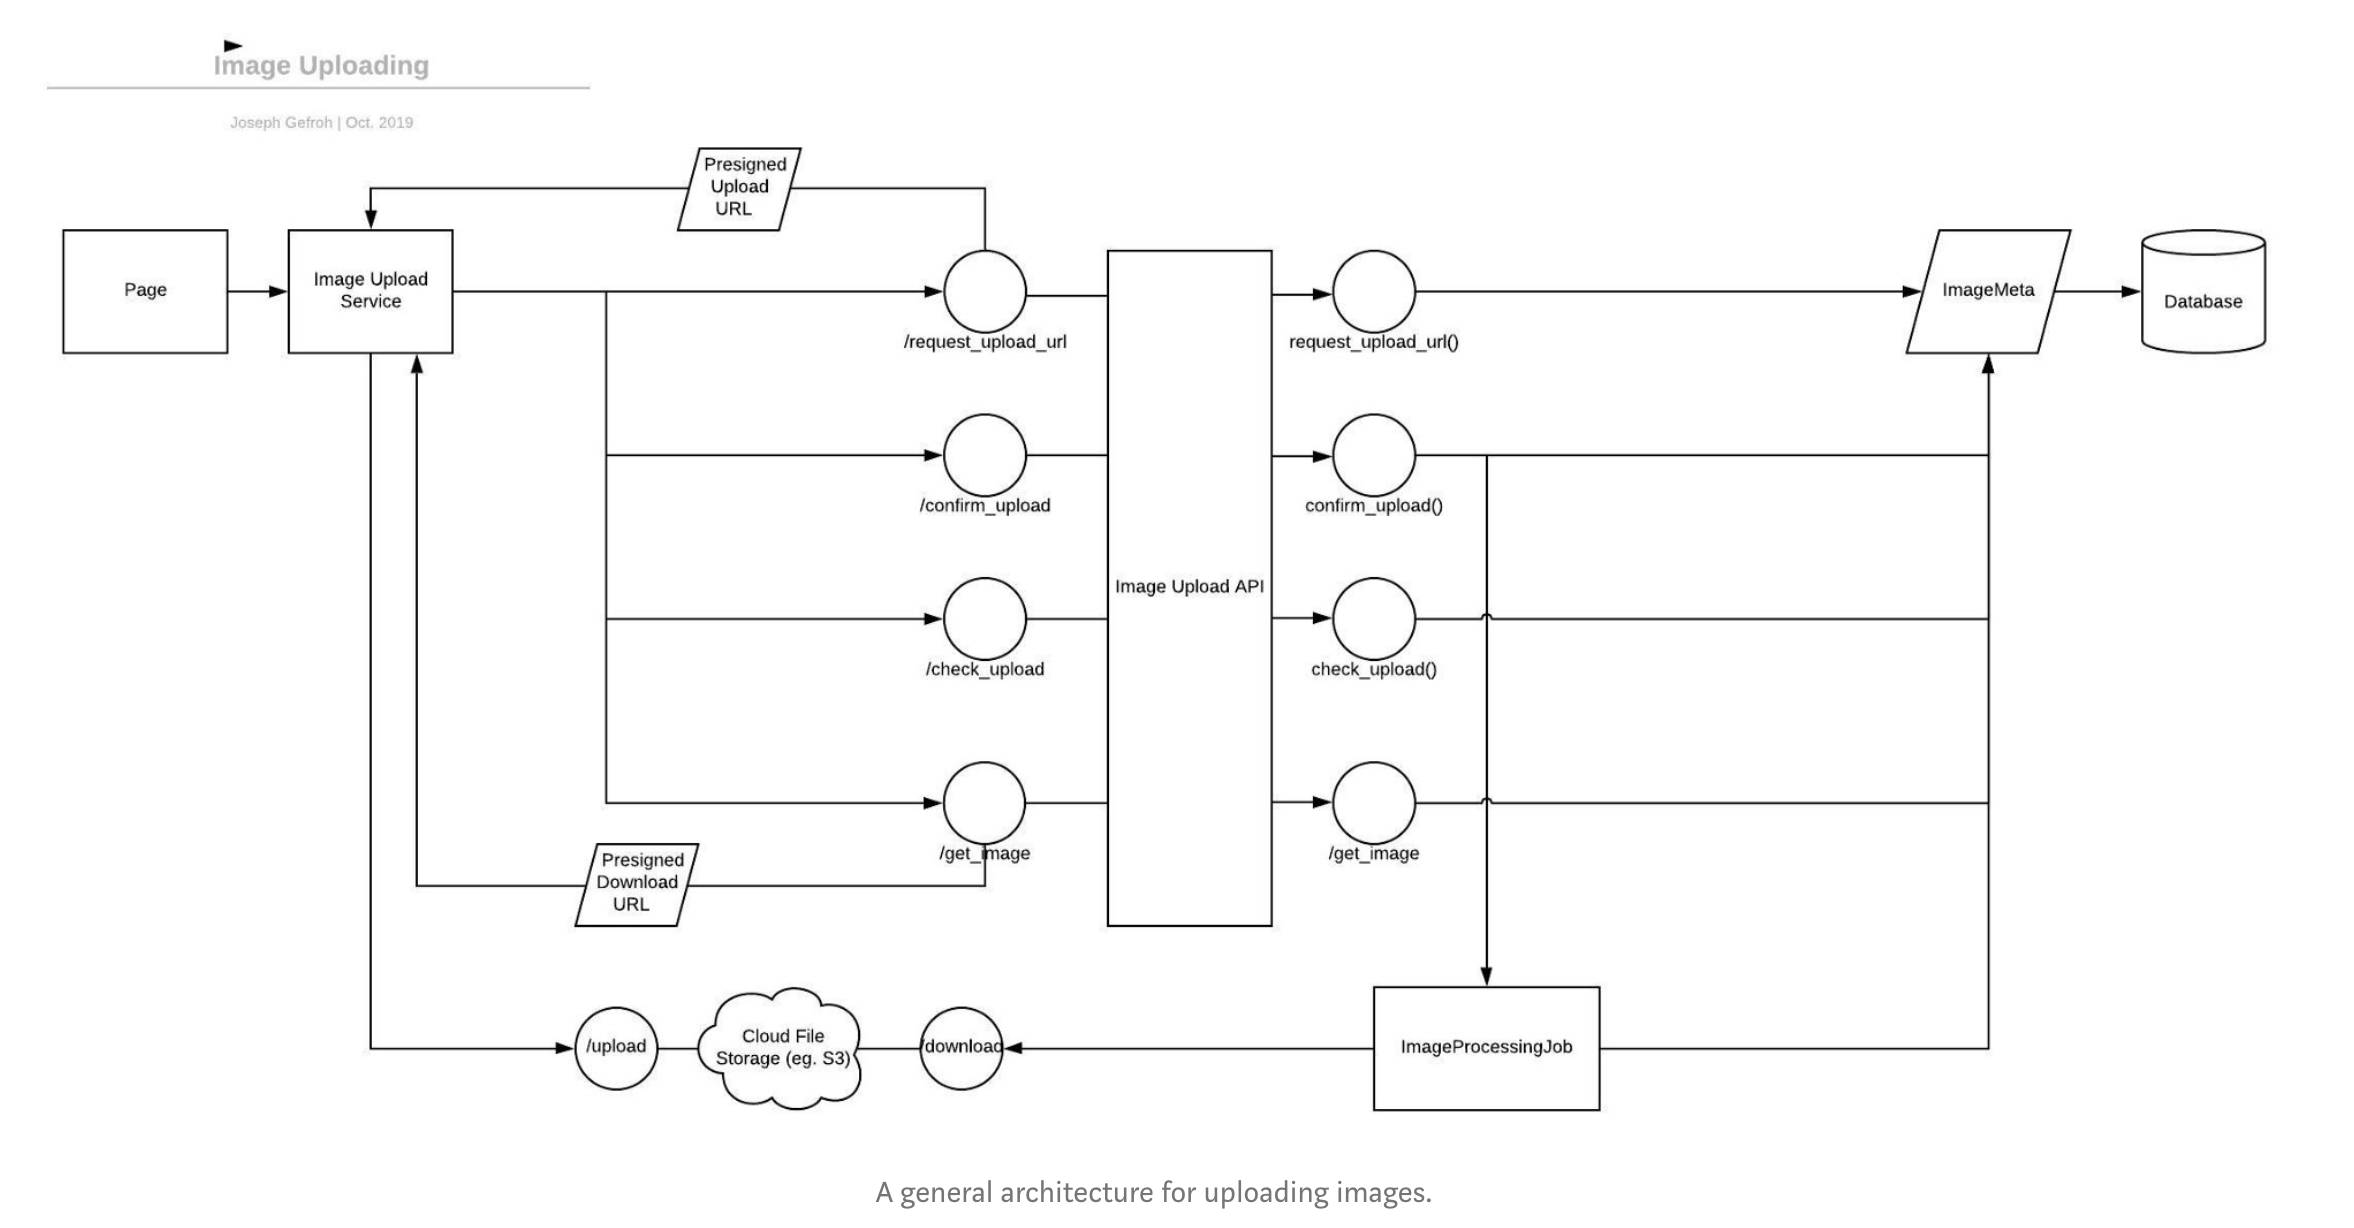 Image Uploading
Joseph Gefroh | Oct. 2019
Presigned
Upload
URL
Page
Image Upload
Service
/request_upload_url
request_upload_url()
ImageMeta
Database
/confirm_upload
confirm_upload()
Image Upload API
/check_upload
check_upload()
/get_image
/get_image
Presigned
Download
URL
/upload
Cloud File
Storage (eg. S3)
/download
ImageProcessingJob
A general architecture for uploading images.